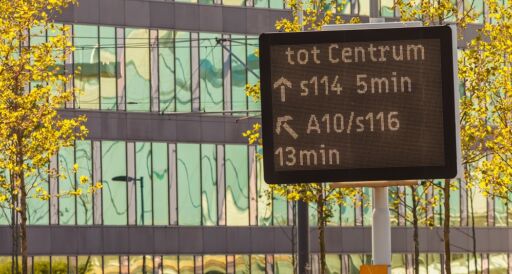 tot Centrum
↑ s114 5min
↖ A10/s116
13min